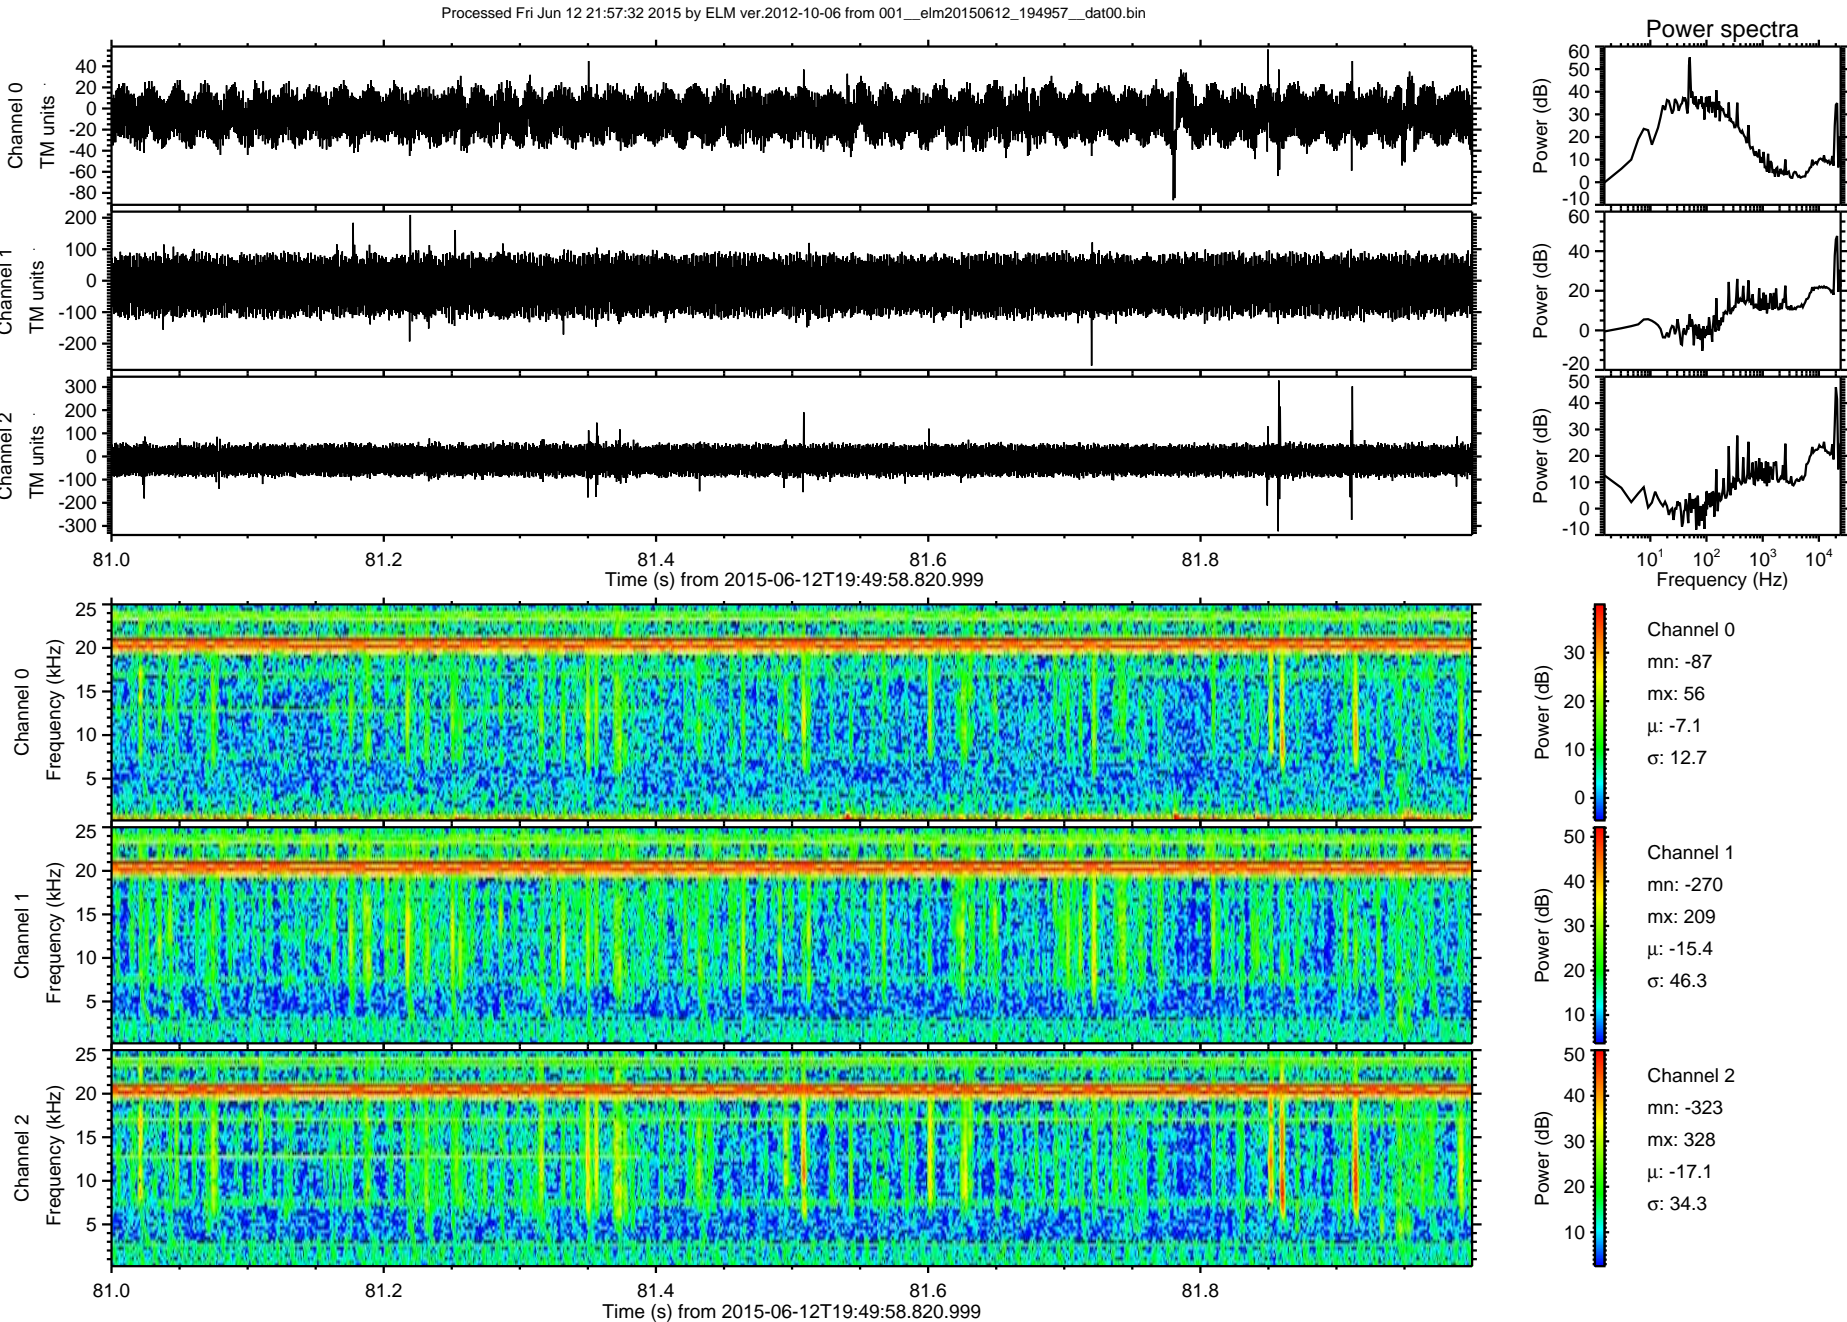 Processed Fri Jun 12 21:57:32 2015 by ELM ver.2012-10-06 from 001__elm20150612_194957__dat00.bin
Power spectra
Channel 0
TM units
40
20
0
-20
-40
-60
-80
Power (dB)
60
50
40
30
20
10
0
-10
Channel 1
TM units
200
100
0
-100
-200
Power (dB)
60
40
20
0
-20
Channel 2
TM units
300
200
100
0
-100
-200
-300
Power (dB)
50
40
30
20
10
0
-10
81.0 81.2 81.4 81.6 81.8
Time (s) from 2015-06-12T19:49:58.820.999
10^1 10^2 10^3 10^4
Frequency (Hz)
Channel 0
Frequency (kHz)
25
20
15
10
5
Power (dB)
30
20
10
0
Channel 0
mn: -87
mx: 56
μ: -7.1
σ: 12.7
Channel 1
Frequency (kHz)
25
20
15
10
5
Power (dB)
50
40
30
20
10
Channel 1
mn: -270
mx: 209
μ: -15.4
σ: 46.3
Channel 2
Frequency (kHz)
25
20
15
10
5
Power (dB)
50
40
30
20
10
Channel 2
mn: -323
mx: 328
μ: -17.1
σ: 34.3
81.0 81.2 81.4 81.6 81.8
Time (s) from 2015-06-12T19:49:58.820.999